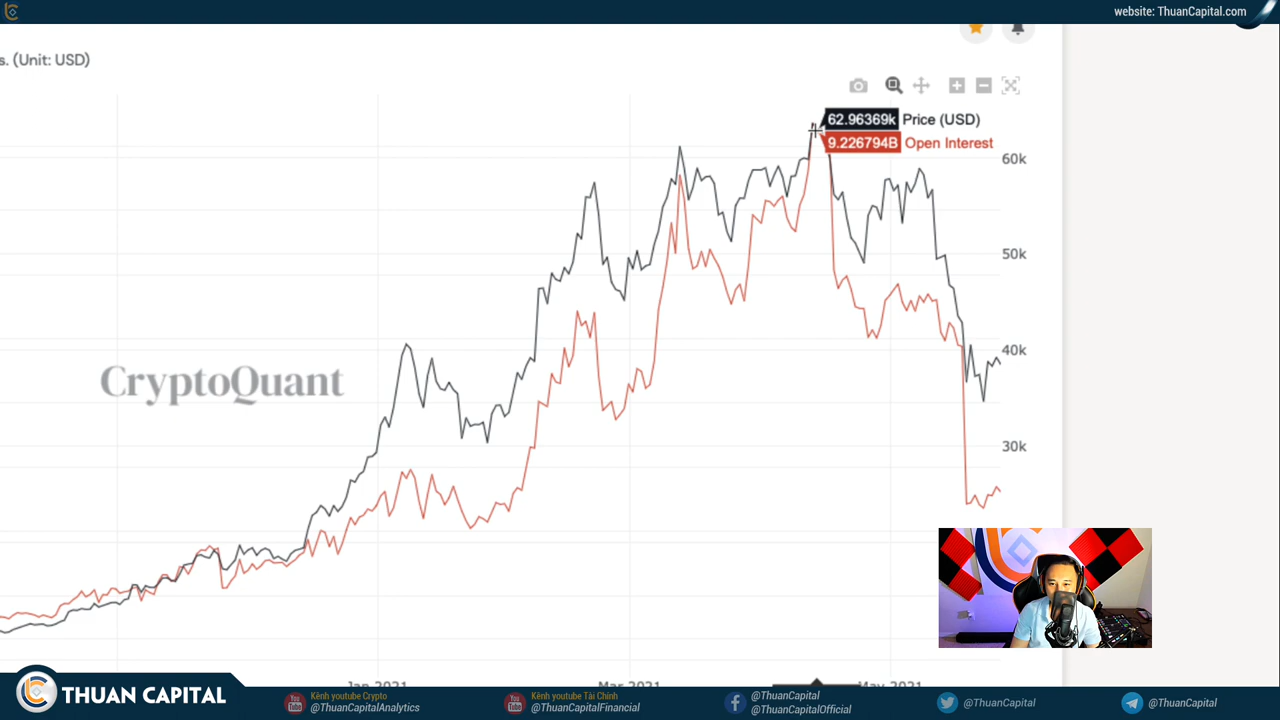 website: ThuanCapital.com
s. (Unit: USD)
62.96369k Price (USD)
9.226794B Open Interest
60k
50k
40k
30k
CryptoQuant
Jan 2021
Mar 2021
May 2021
THUAN CAPITAL
Kênh youtube Crypto
@ThuanCapitalAnalytics
Kênh youtube Tài Chính
@ThuanCapitalFinancial
@ThuanCapital
@ThuanCapitalOfficial
@ThuanCapital
@ThuanCapital